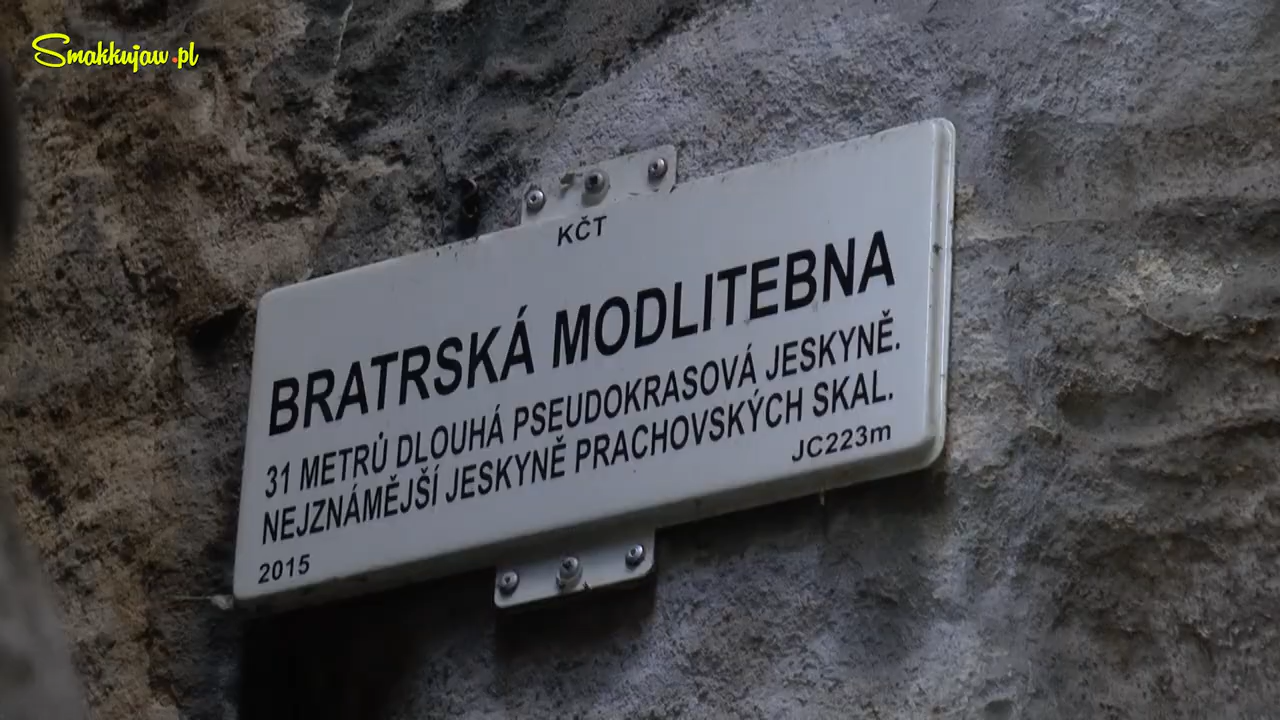 Smakkujaw.pl
KČT
BRATRSKÁ MODLITEBNA
31 METRŮ DLOUHÁ PSEUDOKRASOVÁ JESKYNĚ.
NEJZNÁMĚJŠÍ JESKYNĚ PRACHOVSKÝCH SKAL.
2015 JC223m